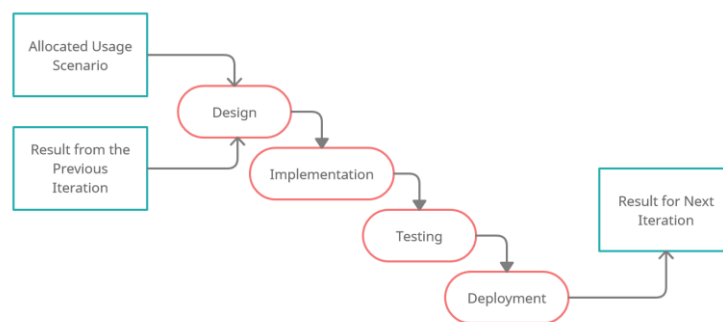 Allocated Usage
Scenario
Design
Result from the
Previous
Iteration
Implementation
Testing
Result for Next
Iteration
Deployment